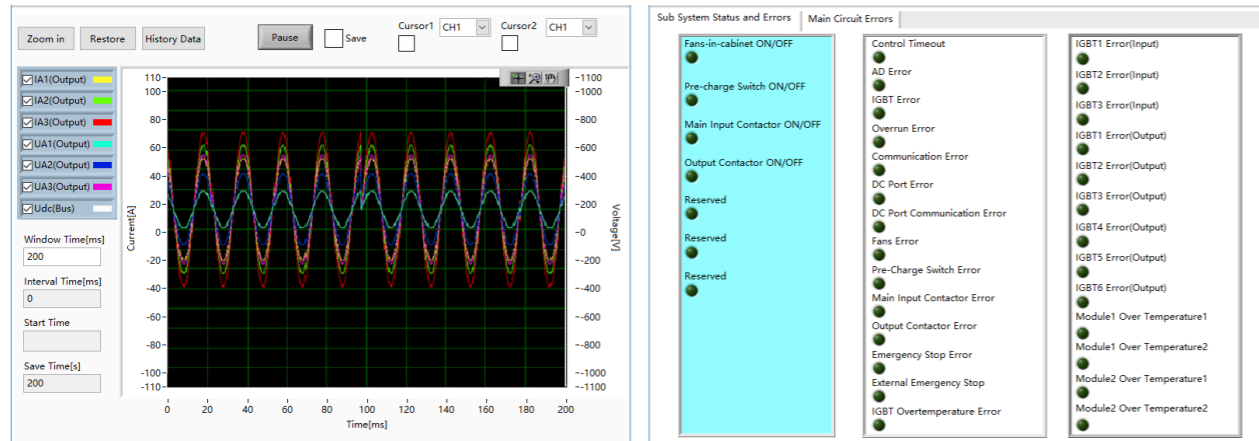 Zoom in
Restore
History Data
Pause
Save
Cursor1
CH1
Cursor2
CH1
IA1(Output)
IA2(Output)
IA3(Output)
UA1(Output)
UA2(Output)
UA3(Output)
Udc(Bus)
Window Time[ms]
200
Interval Time[ms]
0
Start Time
Save Time[s]
200
Current[A]
110-
100-
80-
60-
40-
20-
0-
-20-
-40-
-60-
-80-
-100-
-110-
-1100
-1000
-800
-600
-400
-200
-0
--200
--400
--600
--800
--1000
--1100
Voltage[V]
0 20 40 60 80 100 120 140 160 180 200
Time[ms]
Sub System Status and Errors
Main Circuit Errors
Fans-in-cabinet ON/OFF
Pre-charge Switch ON/OFF
Main Input Contactor ON/OFF
Output Contactor ON/OFF
Reserved
Reserved
Reserved
Control Timeout
AD Error
IGBT Error
Overrun Error
Communication Error
DC Port Error
DC Port Communication Error
Fans Error
Pre-Charge Switch Error
Main Input Contactor Error
Output Contactor Error
Emergency Stop Error
External Emergency Stop
IGBT Overtemperature Error
IGBT1 Error(Input)
IGBT2 Error(Input)
IGBT3 Error(Input)
IGBT1 Error(Output)
IGBT2 Error(Output)
IGBT3 Error(Output)
IGBT4 Error(Output)
IGBT5 Error(Output)
IGBT6 Error(Output)
Module1 Over Temperature1
Module1 Over Temperature2
Module2 Over Temperature1
Module2 Over Temperature2